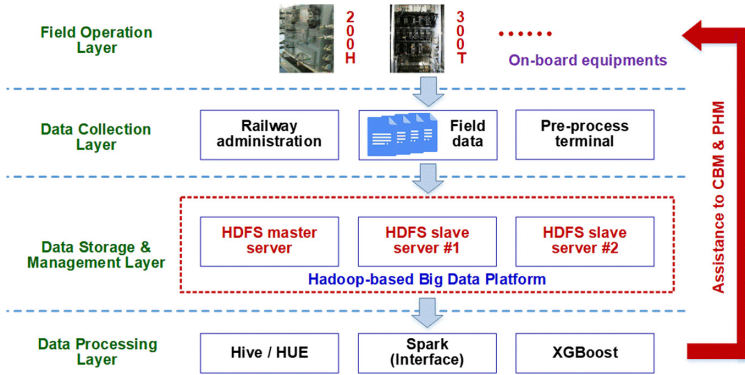 Field Operation
Layer
200H
300T
......
On-board equipments
Data Collection
Layer
Railway
administration
Field
data
Pre-process
terminal
Assistance to CBM & PHM
Data Storage &
Management Layer
HDFS master
server
HDFS slave
server #1
HDFS slave
server #2
Hadoop-based Big Data Platform
Data Processing
Layer
Hive / HUE
Spark
(Interface)
XGBoost